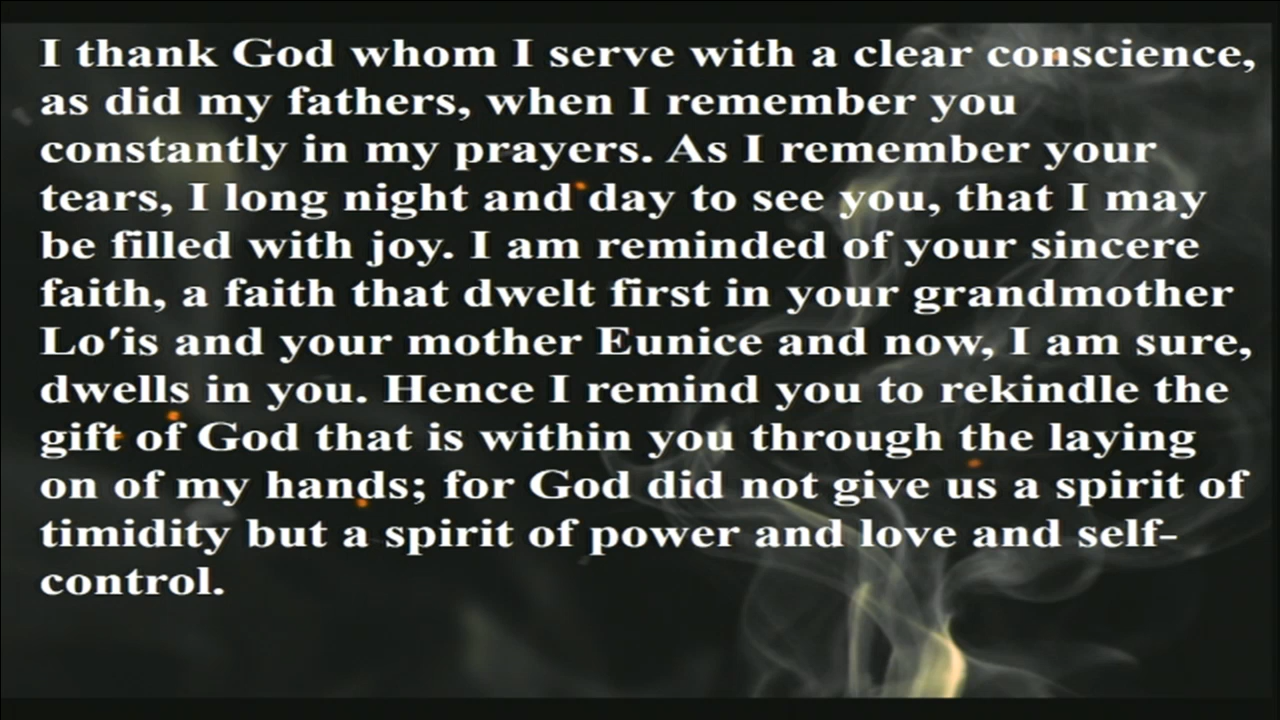 I thank God whom I serve with a clear conscience,
as did my fathers, when I remember you
constantly in my prayers. As I remember your
tears, I long night and day to see you, that I may
be filled with joy. I am reminded of your sincere
faith, a faith that dwelt first in your grandmother
Lo′is and your mother Eunice and now, I am sure,
dwells in you. Hence I remind you to rekindle the
gift of God that is within you through the laying
on of my hands; for God did not give us a spirit of
timidity but a spirit of power and love and self-
control.